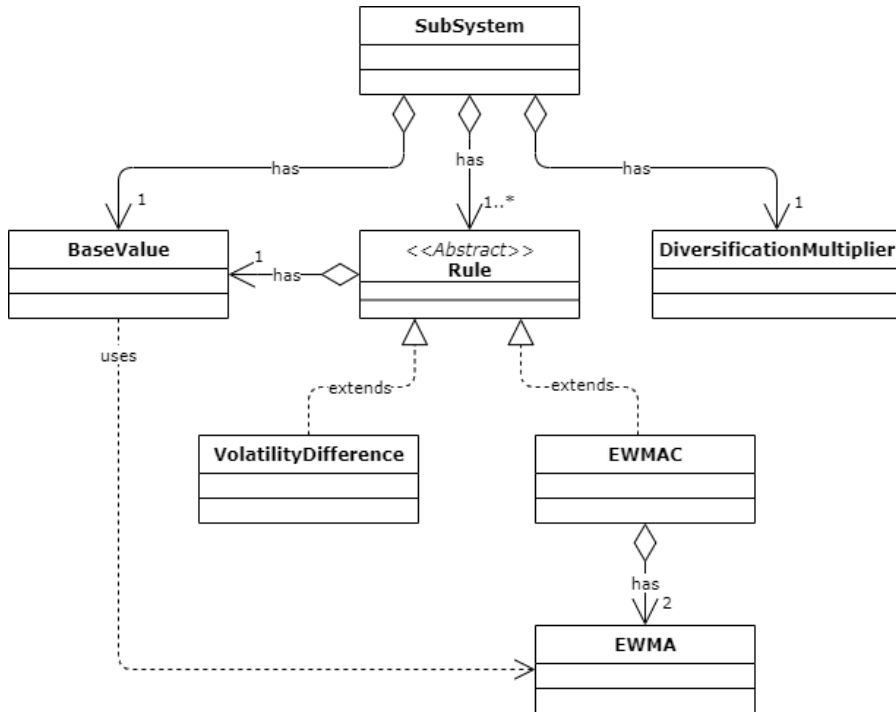 SubSystem
has
has
has
1
1..*
1
BaseValue
<<Abstract>>
Rule
DiversificationMultiplier
1
has
uses
extends
extends
VolatilityDifference
EWMAC
has
2
EWMA